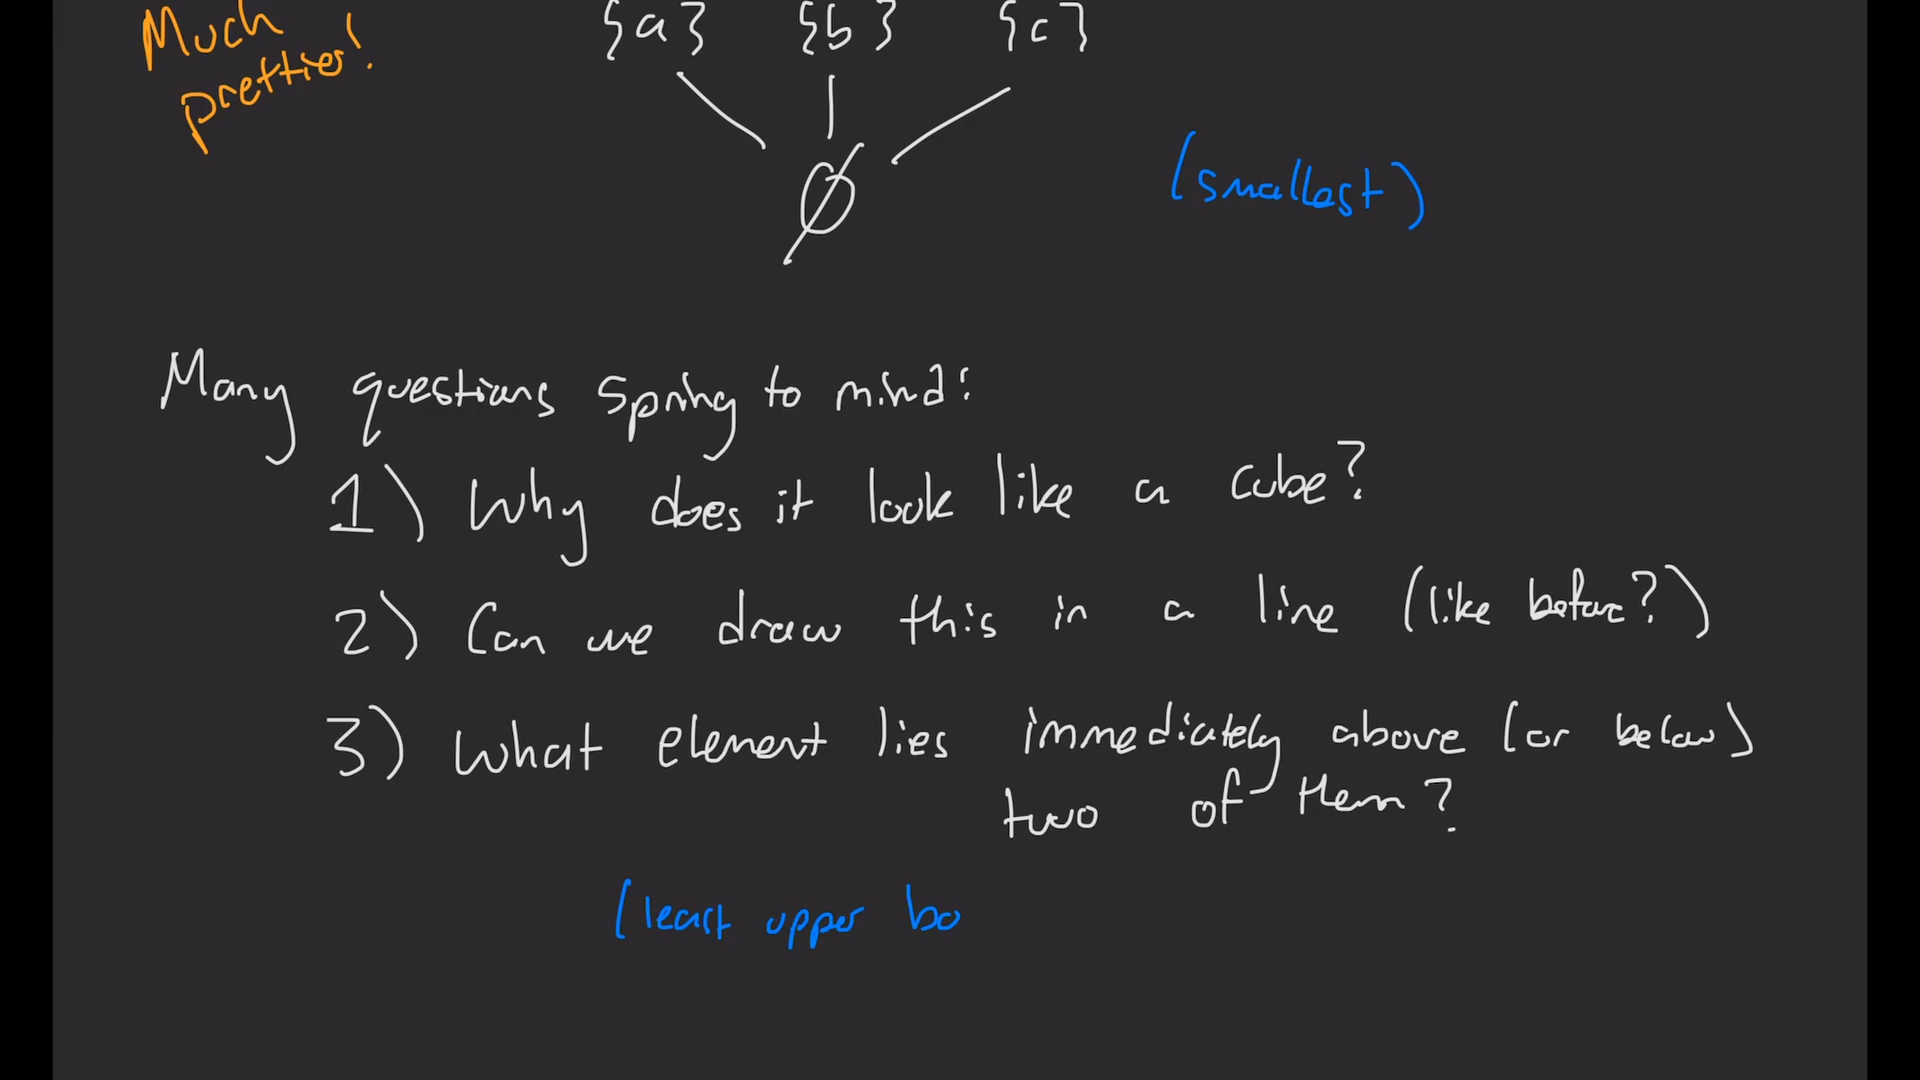 Much
prettier!
{a} {b} {c}
∅
(smallest)
Many questions spring to mind:
1) Why does it look like a cube?
2) Can we draw this in a line (like before?)
3) What element lies immediately above (or below)
two of them?
(least upper bo